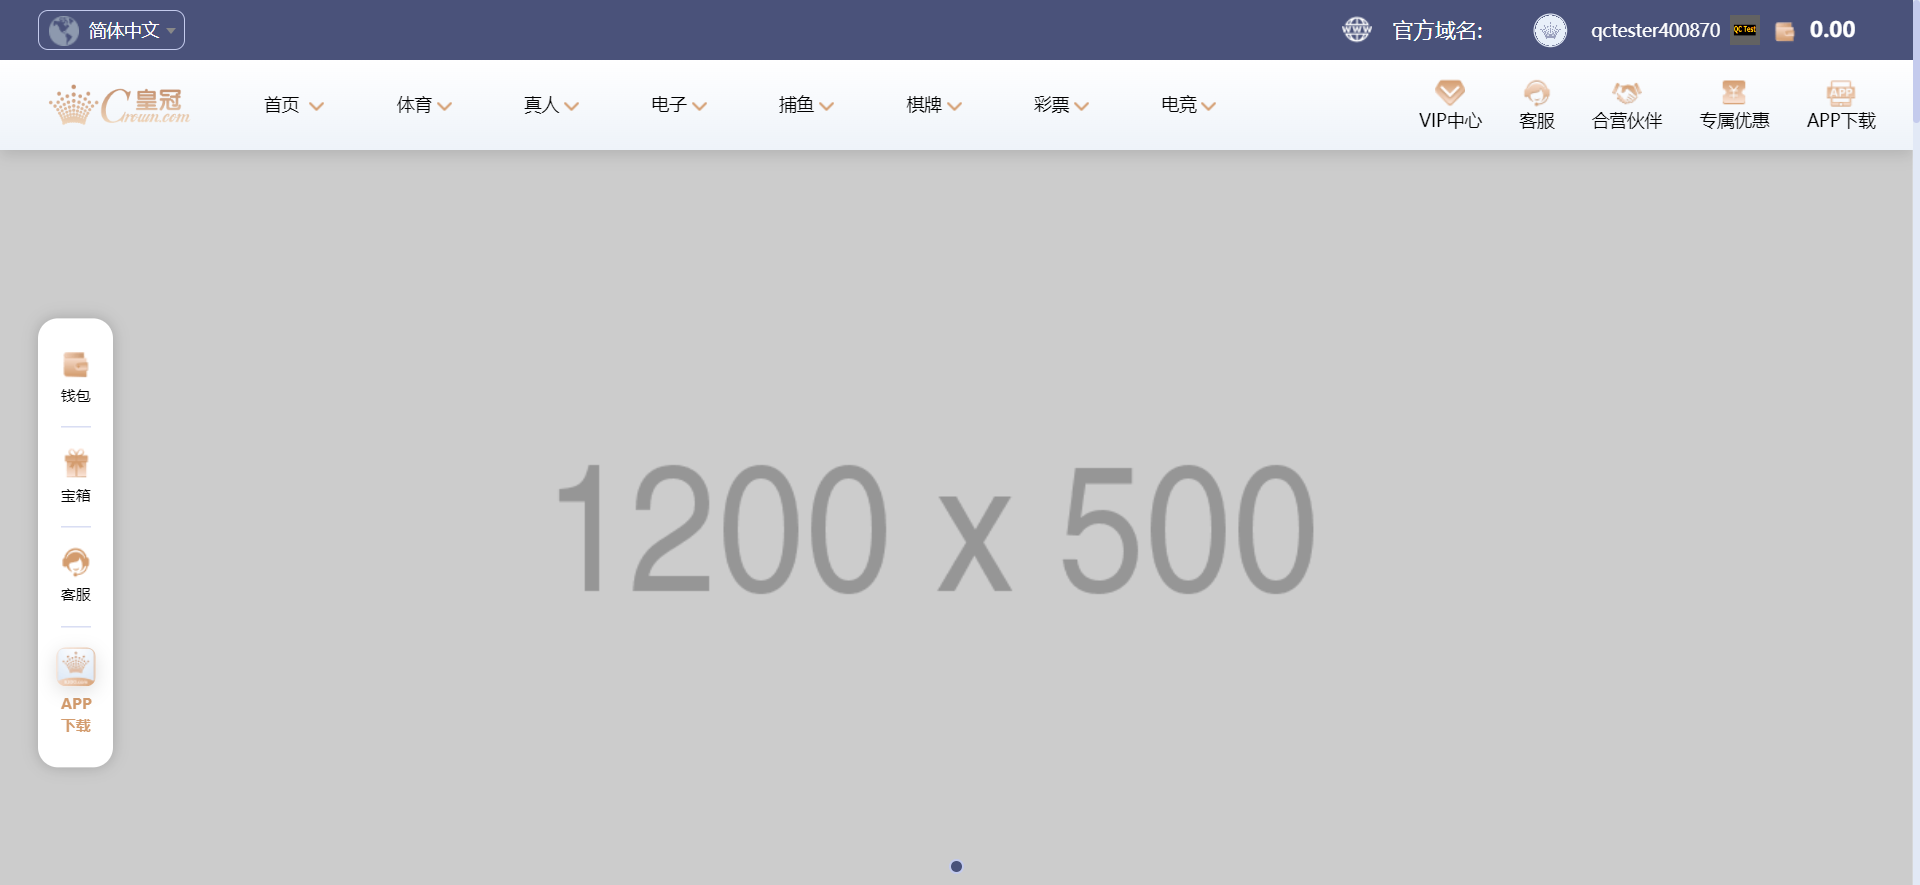 简体中文
WWW
官方域名:
qctester400870
QC Test
0.00
皇冠
Crown.com
首页
体育
真人
电子
捕鱼
棋牌
彩票
电竞
VIP中心
客服
合营伙伴
专属优惠
APP
APP下载
1200 x 500
钱包
宝箱
客服
APP
下载